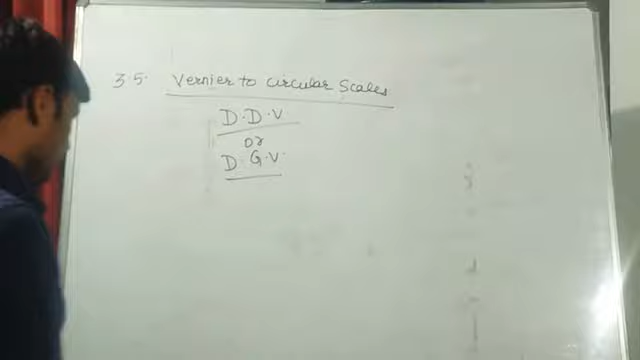 3.5. Vernier to circular Scales
D.D.V
or
D.G.V.